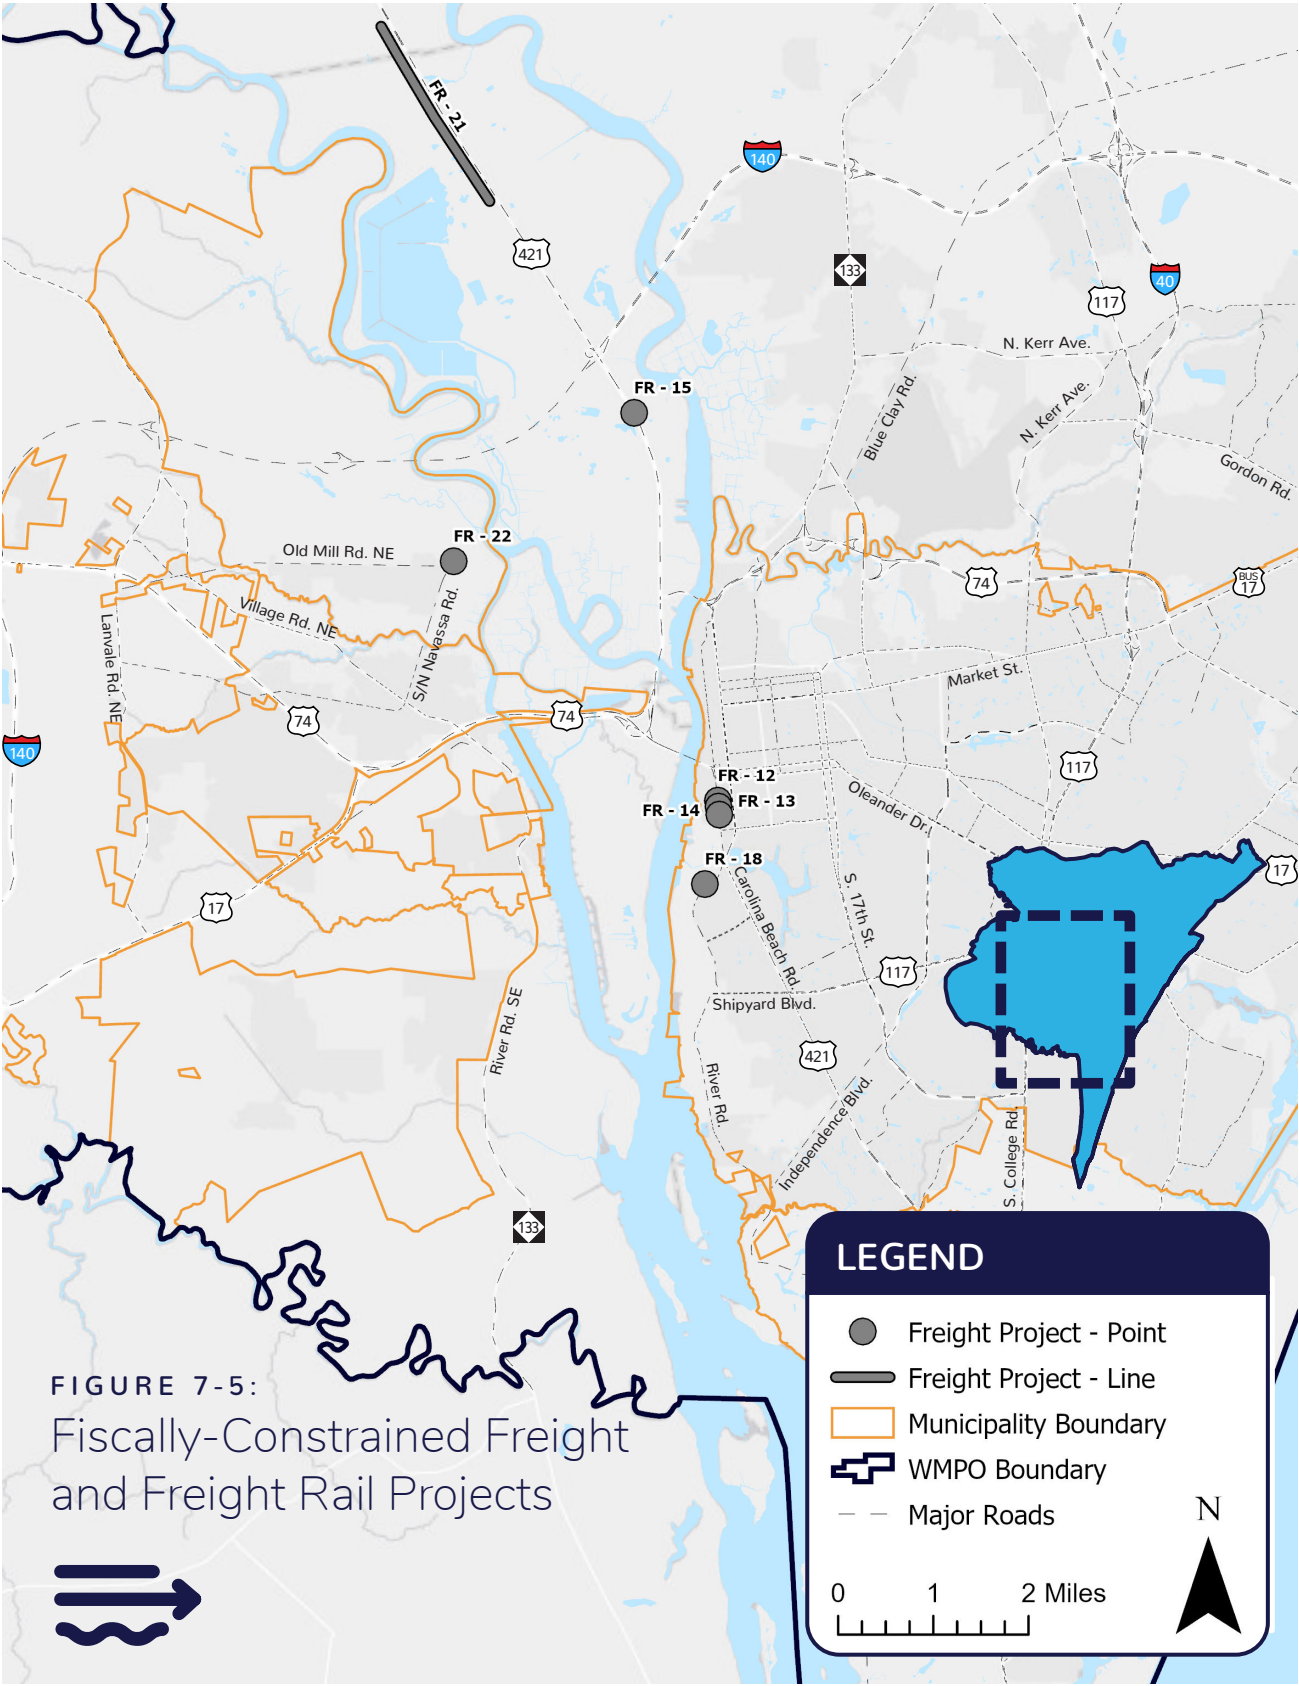 FR - 21
140
421
133
40
117
N. Kerr Ave.
FR - 15
Blue Clay Rd.
N. Kerr Ave.
Gordon Rd.
FR - 22
Old Mill Rd. NE
74
BUS
17
Village Rd. NE
Lanvale Rd. NE
S/N Navassa Rd.
Market St.
74
74
140
117
FR - 12
FR - 13
FR - 14
Oleander Dr.
FR - 18
17
Carolina Beach Rd.
S. 17th St.
17
117
Shipyard Blvd.
River Rd. SE
421
River Rd.
Independence Blvd.
S. College Rd.
133
LEGEND
Freight Project - Point
Freight Project - Line
Municipality Boundary
WMPO Boundary
Major Roads
N
0 1 2 Miles
FIGURE 7-5:
Fiscally-Constrained Freight
and Freight Rail Projects